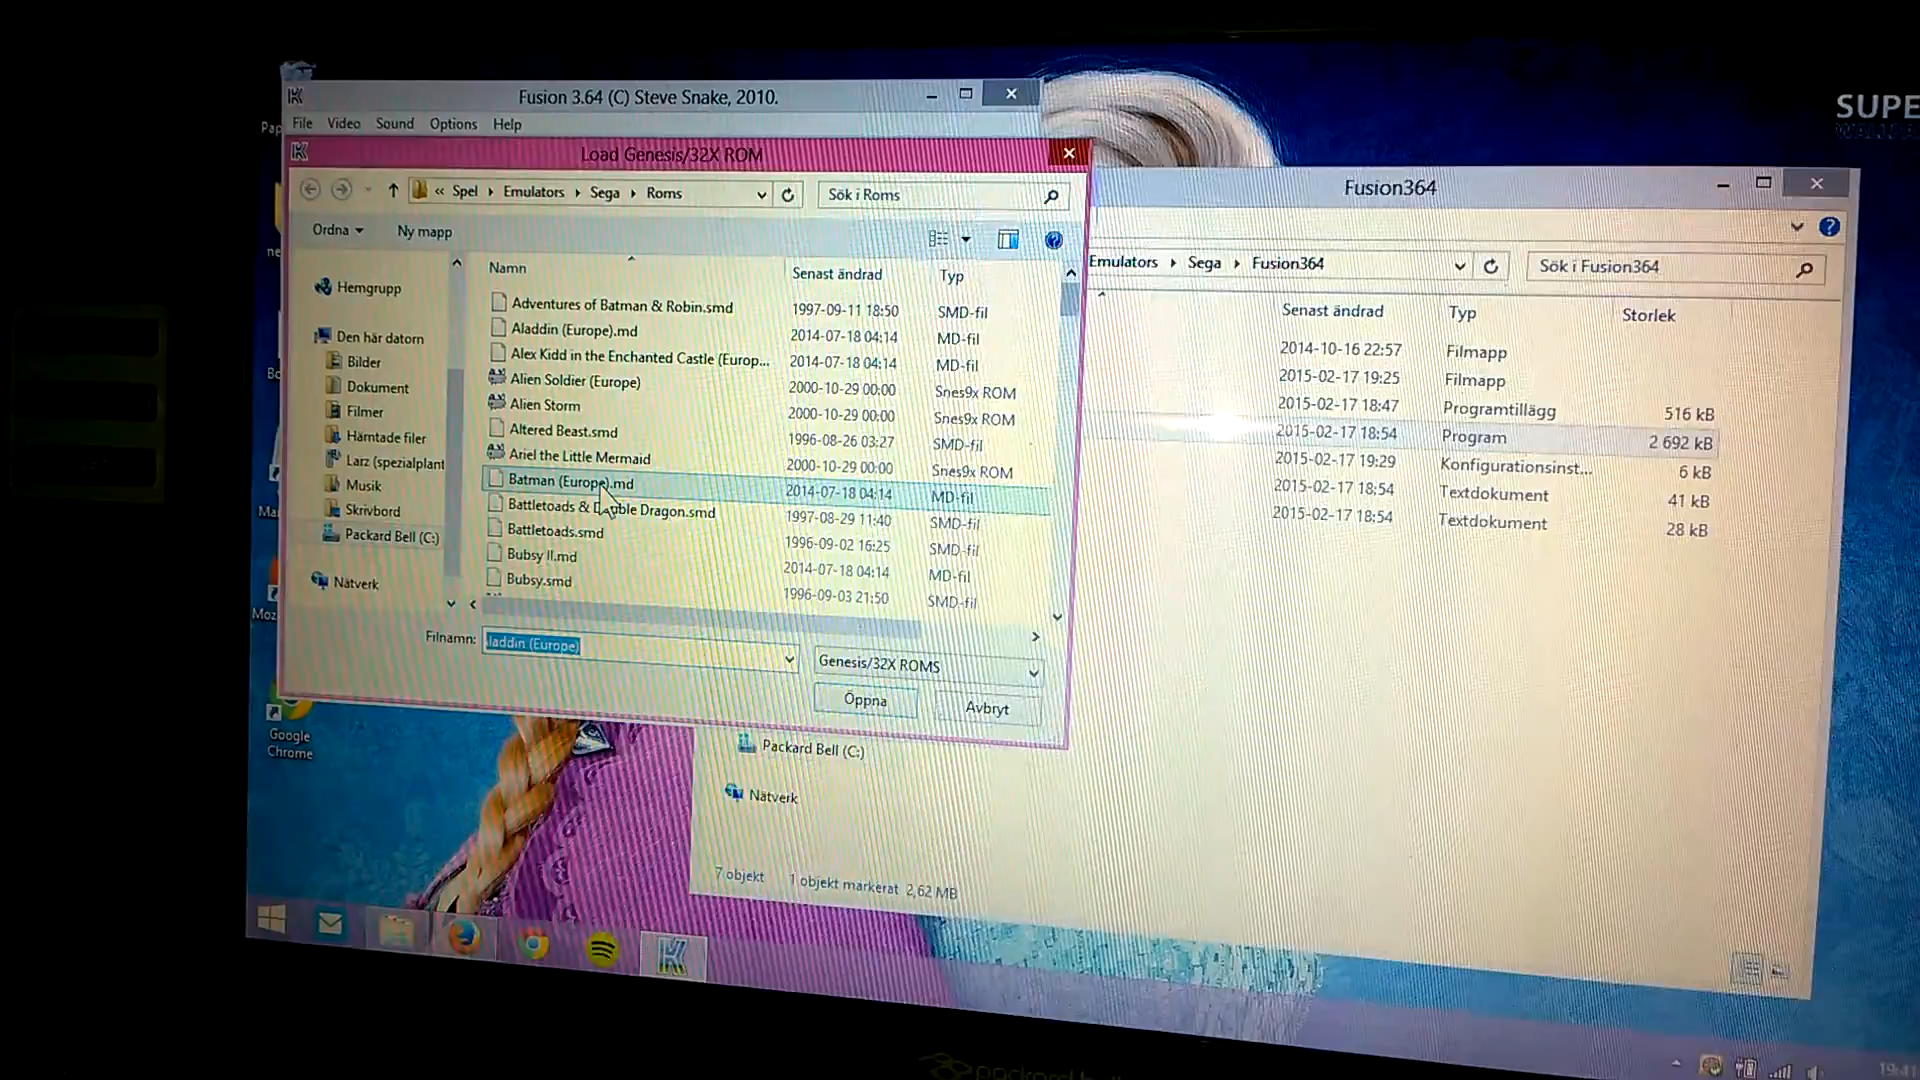 SUPE
Fusion 3.64 (C) Steve Snake, 2010.
File Video Sound Options Help
Load Genesis/32X ROM
« Spel Emulators Sega Roms
Sök i Roms
Ordna Ny mapp
Namn Senast ändrad Typ
Hemgrupp
Den här datorn
Bilder
Dokument
Filmer
Hämtade filer
Larz (spezialplant
Musik
Skrivbord
Packard Bell (C:)
Nätverk
Adventures of Batman & Robin.smd 1997-09-11 18:50 SMD-fil
Aladdin (Europe).md 2014-07-18 04:14 MD-fil
Alex Kidd in the Enchanted Castle (Europ... 2014-07-18 04:14 MD-fil
Alien Soldier (Europe) 2000-10-29 00:00 Snes9x ROM
Alien Storm 2000-10-29 00:00 Snes9x ROM
Altered Beast.smd 1996-08-26 03:27 SMD-fil
Ariel the Little Mermaid 2000-10-29 00:00 Snes9x ROM
Batman (Europe).md 2014-07-18 04:14 MD-fil
Battletoads & Double Dragon.smd 1997-08-29 11:40 SMD-fil
Battletoads.smd 1996-09-02 16:25 SMD-fil
Bubsy II.md 2014-07-18 04:14 MD-fil
Bubsy.smd 1996-09-03 21:50 SMD-fil
Filnamn: laddin (Europe)
Genesis/32X ROMS
Öppna Avbryt
Fusion364
Emulators Sega Fusion364
Sök i Fusion364
Senast ändrad Typ Storlek
2014-10-16 22:57 Filmapp
2015-02-17 19:25 Filmapp
2015-02-17 18:47 Programtillägg 516 kB
2015-02-17 18:54 Program 2 692 kB
2015-02-17 19:29 Konfigurationsinst... 6 kB
2015-02-17 18:54 Textdokument 41 kB
2015-02-17 18:54 Textdokument 28 kB
Packard Bell (C:)
Nätverk
7 objekt 1 objekt markerat 2,62 MB
Pap
ne
Moz
Google
Chrome
19:41